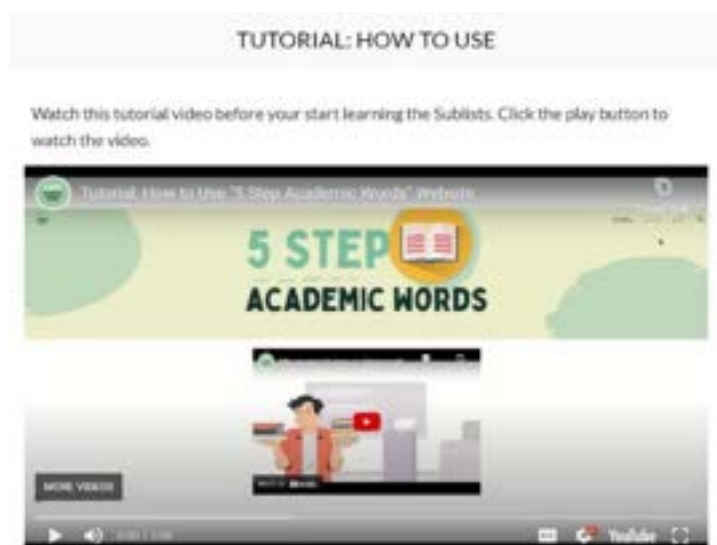 TUTORIAL: HOW TO USE
Watch this tutorial video before your start learning the Sublists. Click the play button to
watch the video.
Tutorial: How to Use "5 Step Academic Words" Website
5 STEP
ACADEMIC WORDS
MORE VIDEOS
YouTube